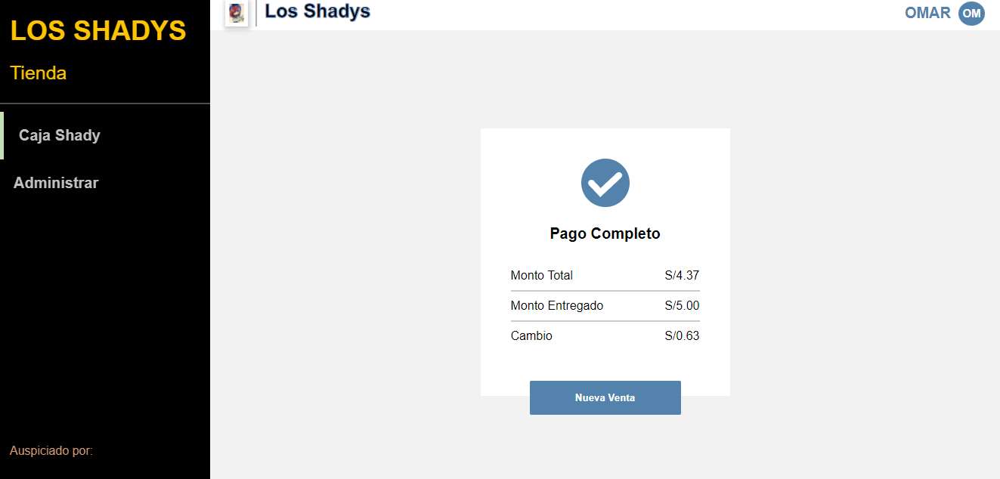 LOS SHADYS
Tienda
Caja Shady
Administrar
Auspiciado por:
Los Shadys
OMAR OM
Pago Completo
Monto Total S/4.37
Monto Entregado S/5.00
Cambio S/0.63
Nueva Venta